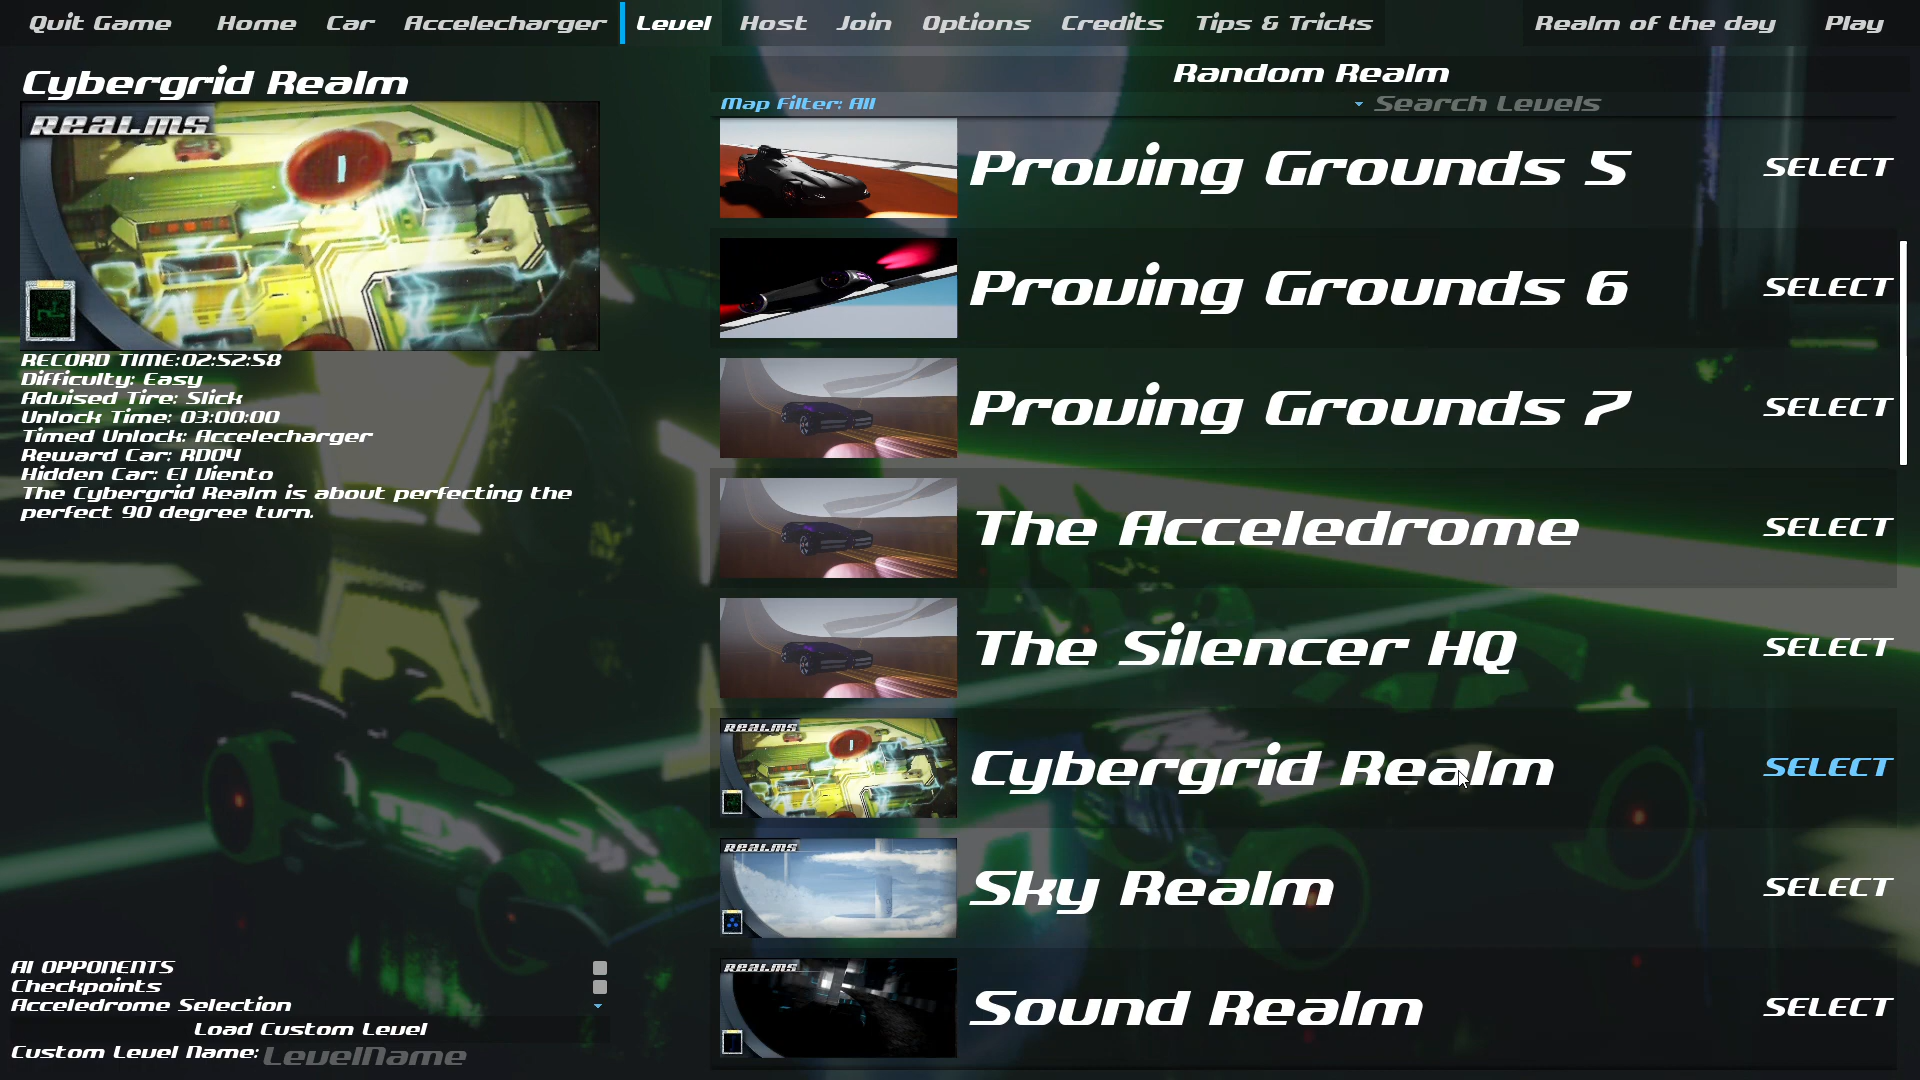 Quit Game Home Car Accelecharger Level Host Join Options Credits Tips & Tricks Realm of the day Play
Cybergrid Realm
REALMS
RECORD TIME:02:52:58
Difficulty: Easy
Advised Tire: Slick
Unlock Time: 03:00:00
Timed Unlock: Accelecharger
Reward Car: RD04
Hidden Car: El Viento
The Cybergrid Realm is about perfecting the
perfect 90 degree turn.
AI OPPONENTS
Checkpoints
Acceledrome Selection
Load Custom Level
Custom Level Name: LevelName
Random Realm
Map Filter: All
Search Levels
Proving Grounds 5 SELECT
Proving Grounds 6 SELECT
Proving Grounds 7 SELECT
The Acceledrome SELECT
The Silencer HQ SELECT
REALMS
Cybergrid Realm SELECT
REALMS
Sky Realm SELECT
REALMS
Sound Realm SELECT